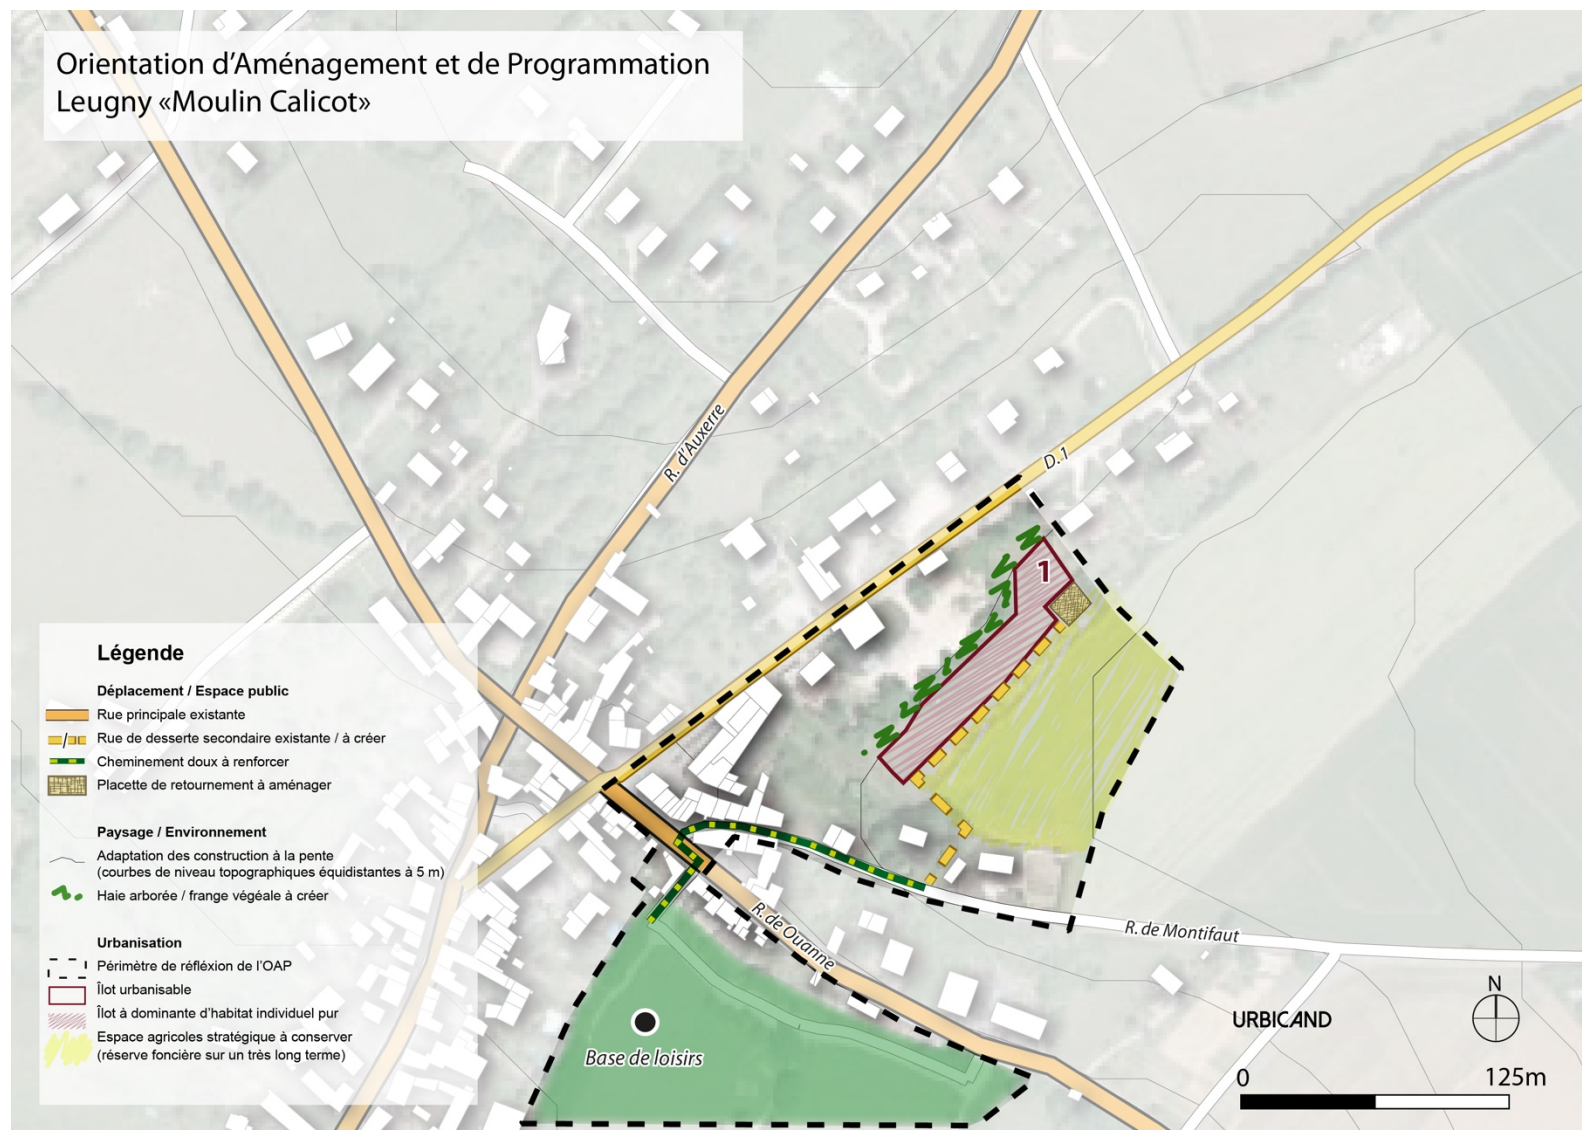 Orientation d'Aménagement et de Programmation
Leugny «Moulin Calicot»
R. d'Auxerre
D.1
1
Légende
Déplacement / Espace public
Rue principale existante
Rue de desserte secondaire existante / à créer
Cheminement doux à renforcer
Placette de retournement à aménager
Paysage / Environnement
Adaptation des construction à la pente
(courbes de niveau topographiques équidistantes à 5 m)
Haie arborée / frange végéale à créer
Urbanisation
Périmètre de réfléxion de l'OAP
Îlot urbanisable
Îlot à dominante d'habitat individuel pur
Espace agricoles stratégique à conserver
(réserve foncière sur un très long terme)
R. de Ouanne
R. de Montifaut
Base de loisirs
URBICAND
N
0 125m